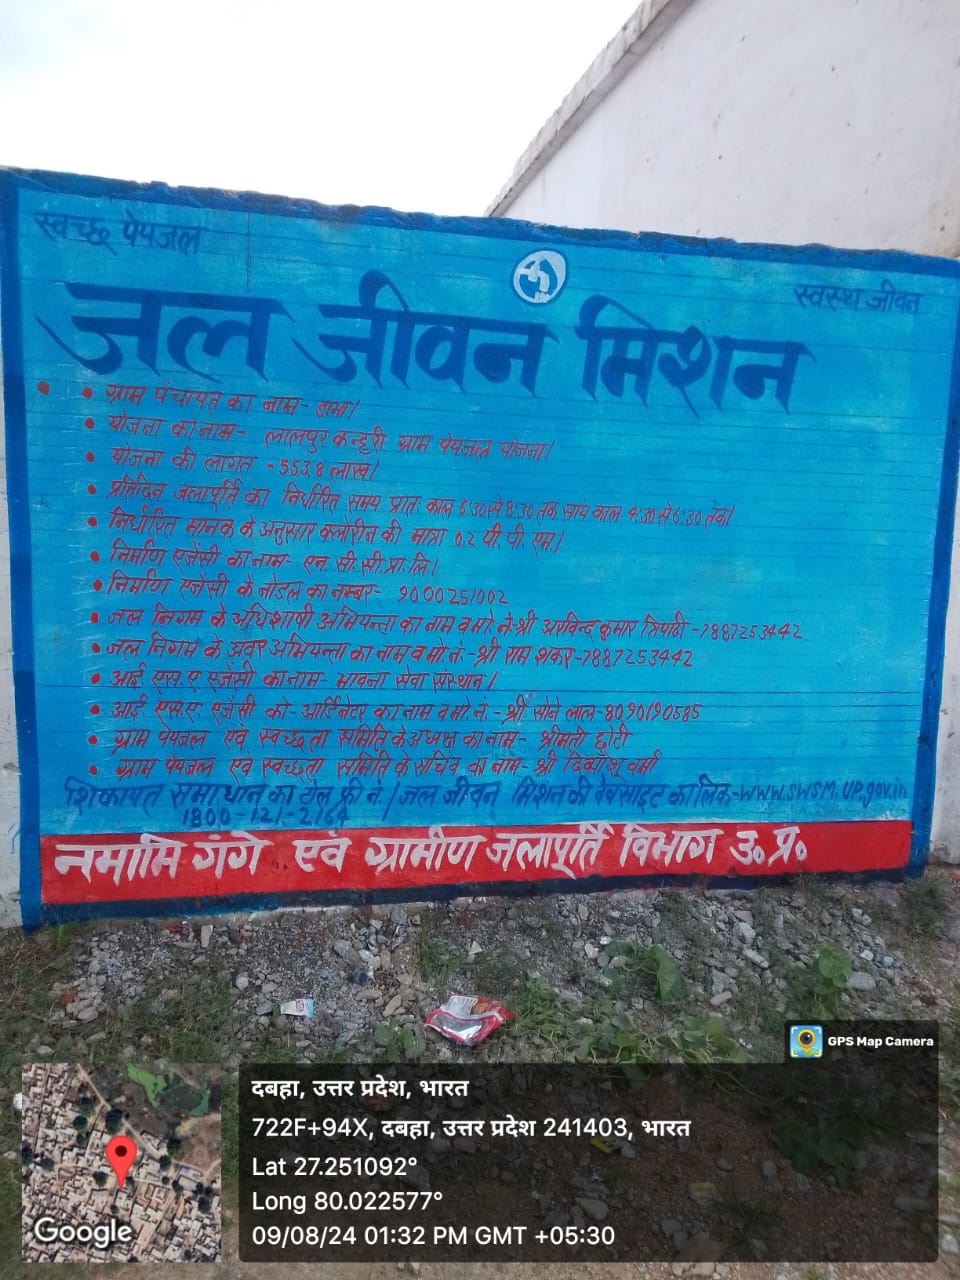 स्वच्छ पेयजल
स्वस्थ जीवन
जल जीवन मिशन
• ग्राम पंचायत का नाम- डाभा।
• योजना का नाम- लालपुर कन्हरी ग्राम पेयजल योजना।
• योजना की लागत - 553.8 लाख।
• प्रतिदिन जलापूर्ति का निर्धारित समय प्रात: काल 6:30 से 8:30 तक सांय काल 4:30 से 6:30 तक।
• निर्धारित मानक के अनुसार क्लोरीन की मात्रा 0.2 पी. पी. एम.।
• निर्माण एजेंसी का नाम- एन. सी. सी. प्रा. लि.।
• निर्माण एजेंसी के नोडल का नम्बर- 9000251002
• जल निगम के अधिशाषी अभियन्ता का नाम व मो. नं-श्री अरविन्द कुमार त्रिपाठी -7887253442
• जल निगम के अवर अभियन्ता का नाम व मो नं.-श्री राम शंकर-7887253442
• आई. एस. ए एजेंसी का नाम- भावना सेवा संस्थान।
• आई. एस.ए. एजेंसी को-आर्डिनेटर का नाम व मो नं.-श्री सोने लाल-8090190585
• ग्राम पेयजल एवं स्वच्छता समिति के अध्यक्ष का नाम- श्रीमती छोटी
• ग्राम पेयजल एवं स्वच्छता समिति के सचिव का नाम- श्री दिव्याँशू वर्मा
शिकायत समाधान का टोल फ्री नं. / जल जीवन मिशन की वेवसाइट का लिंक-www.swsm.up.gov.in
1800-121-2164
नमामि गंगे एवं ग्रामीण जलापूर्ति विभाग उ०प्र०
GPS Map Camera
दबहा, उत्तर प्रदेश, भारत
722F+94X, दबहा, उत्तर प्रदेश 241403, भारत
Lat 27.251092°
Long 80.022577°
09/08/24 01:32 PM GMT +05:30
Google